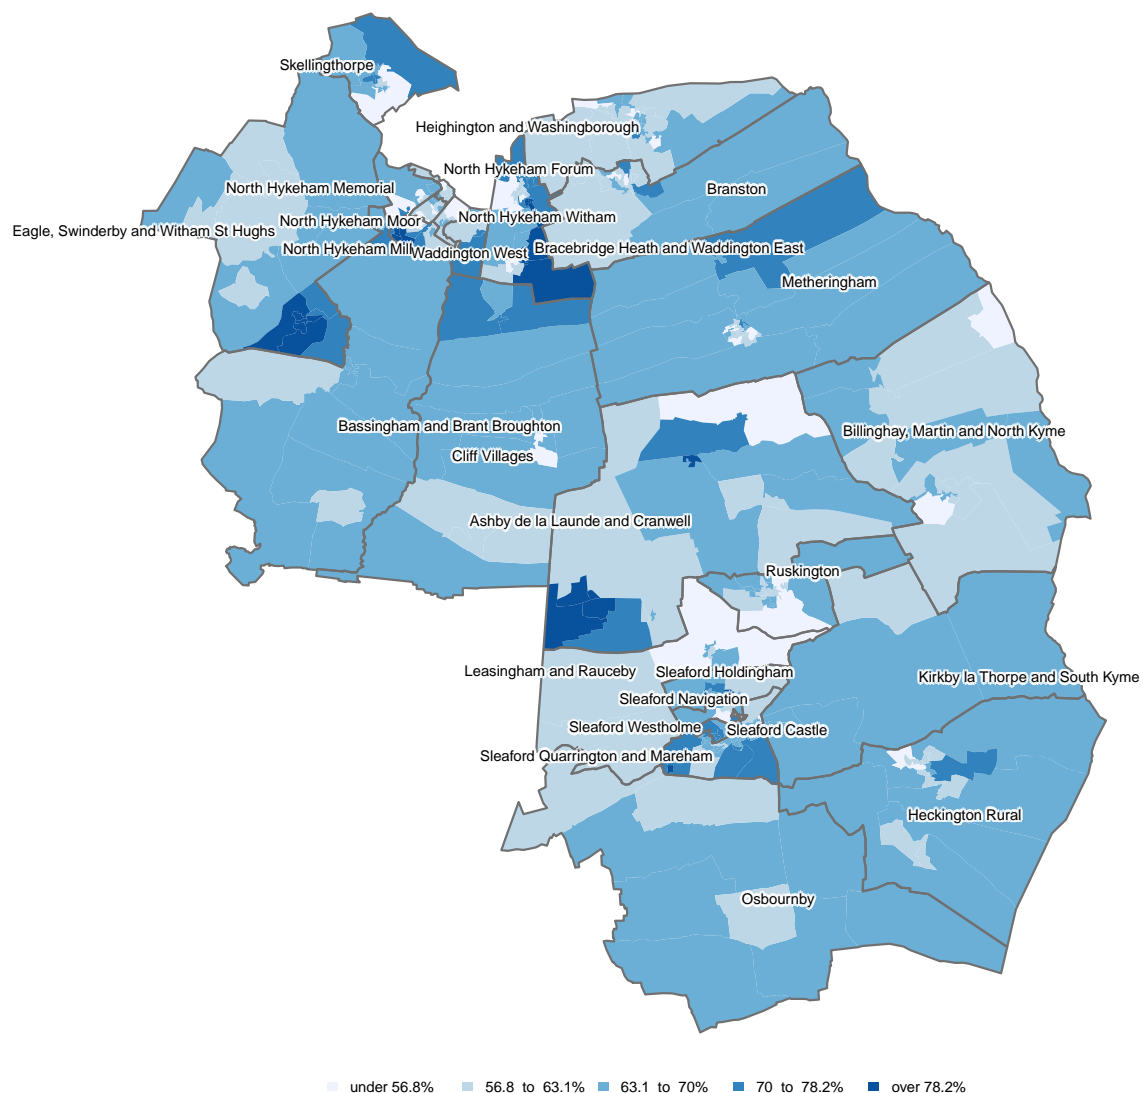 Skellingthorpe
Heighington and Washingborough
North Hykeham Forum
North Hykeham Memorial
Branston
North Hykeham Moor
North Hykeham Witham
Eagle, Swinderby and Witham St Hughs
North Hykeham Mill
Waddington West
Bracebridge Heath and Waddington East
Metheringham
Bassingham and Brant Broughton
Billinghay, Martin and North Kyme
Cliff Villages
Ashby de la Launde and Cranwell
Ruskington
Leasingham and Rauceby
Sleaford Holdingham
Kirkby la Thorpe and South Kyme
Sleaford Navigation
Sleaford Westholme
Sleaford Castle
Sleaford Quarrington and Mareham
Heckington Rural
Osbournby
under 56.8% 56.8 to 63.1% 63.1 to 70% 70 to 78.2% over 78.2%